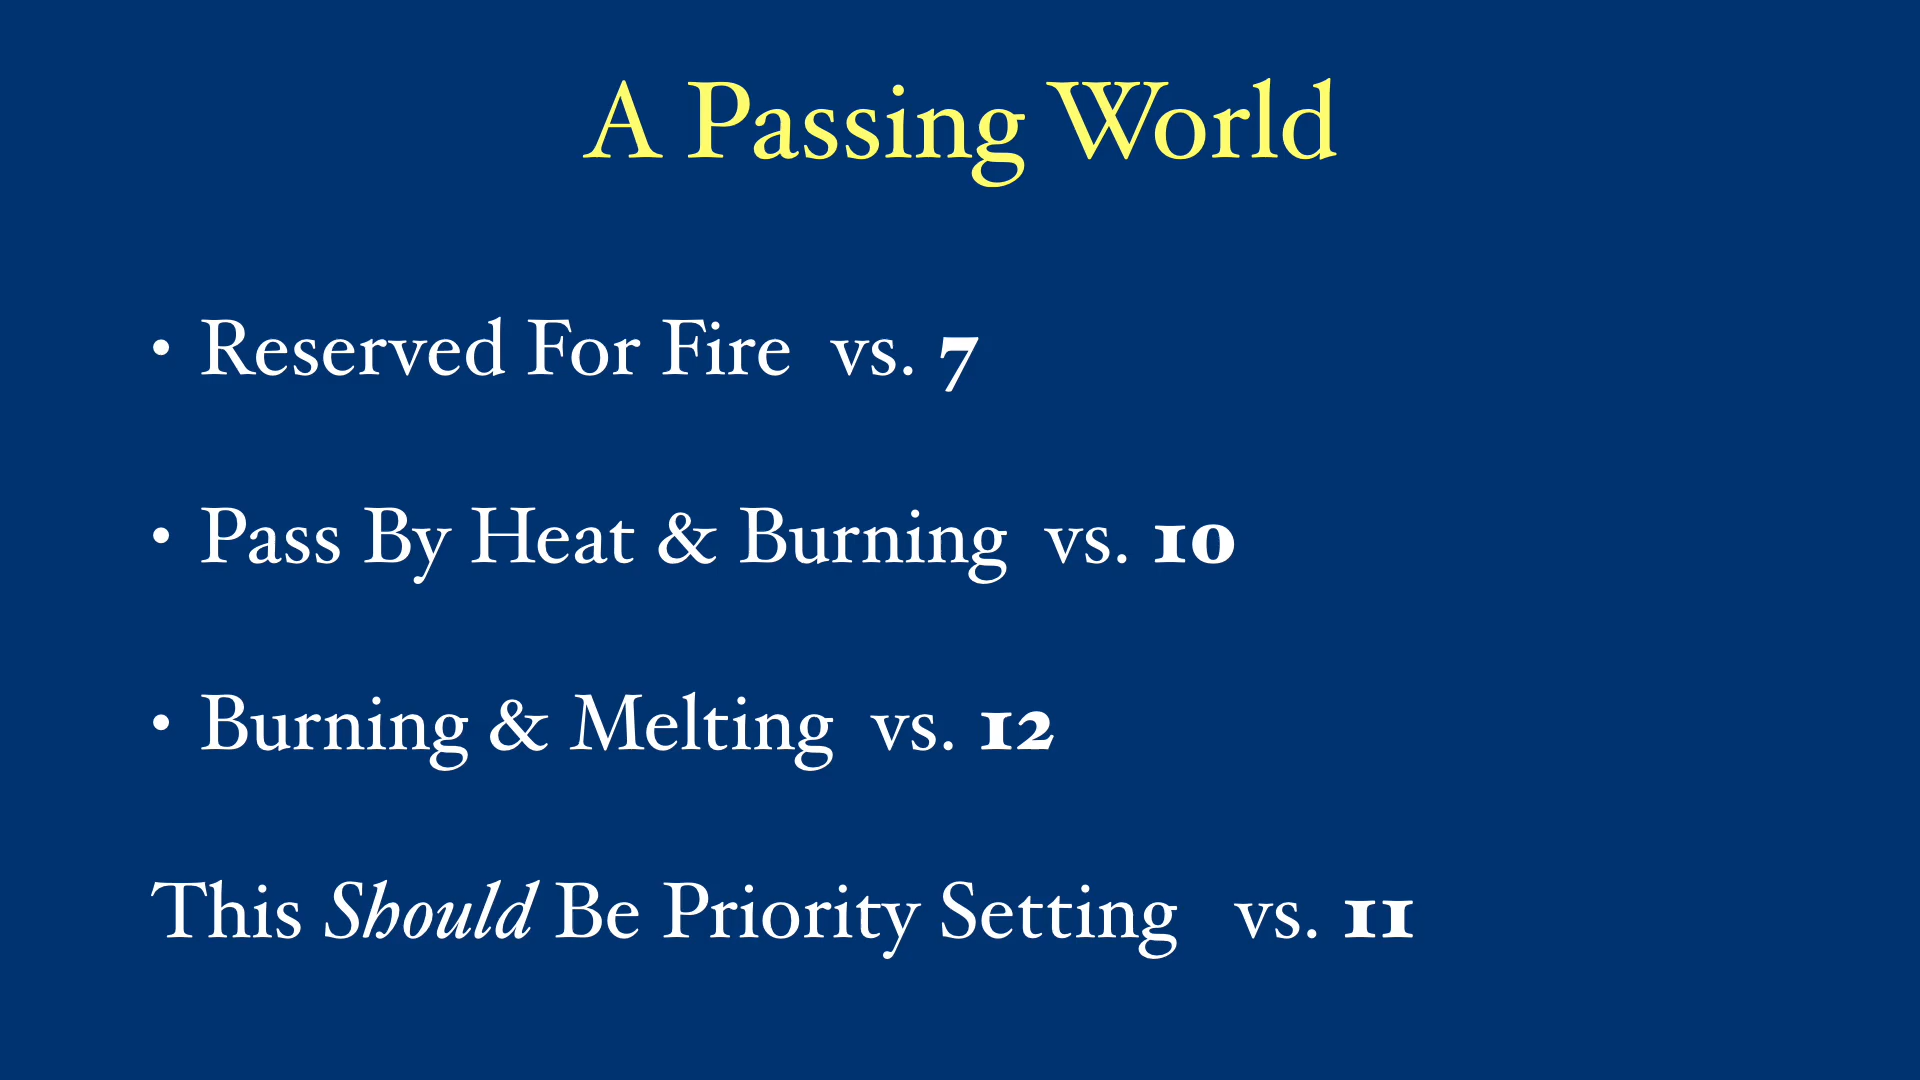 A Passing World
• Reserved For Fire vs. 7
• Pass By Heat & Burning vs. 10
• Burning & Melting vs. 12
This Should Be Priority Setting vs. 11